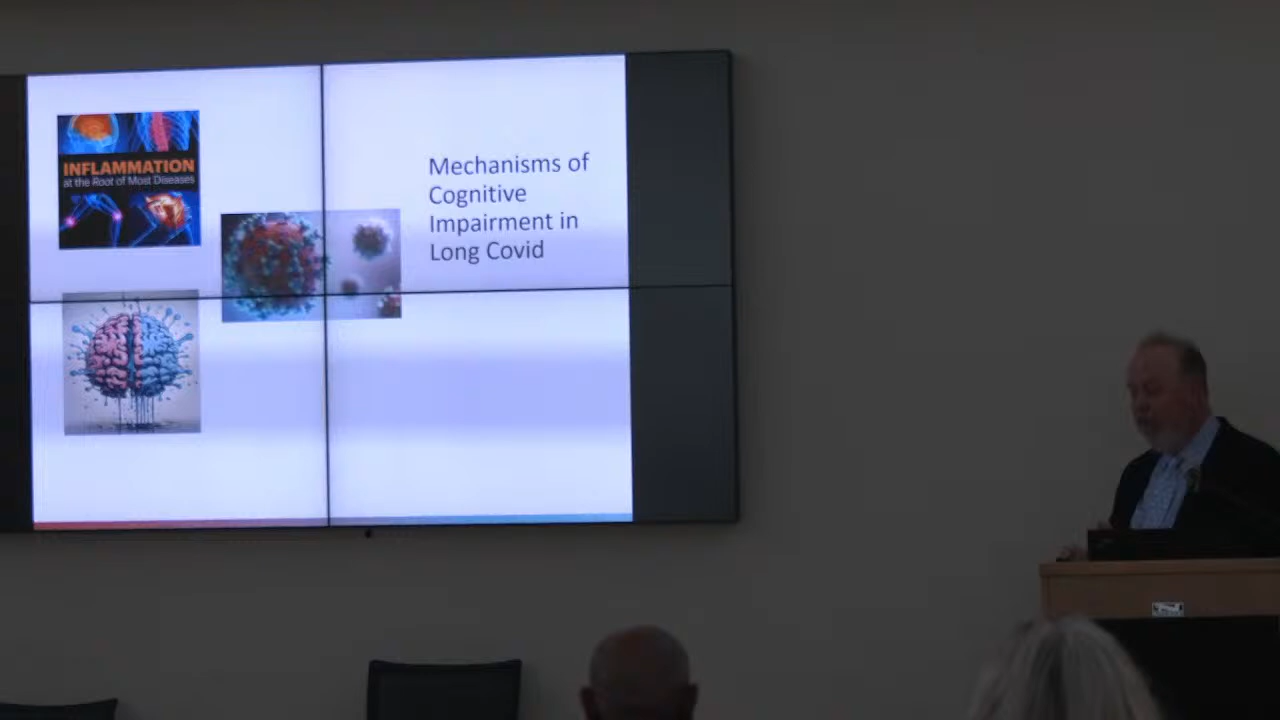 INFLAMMATION
at the Root of Most Diseases
Mechanisms of
Cognitive
Impairment in
Long Covid